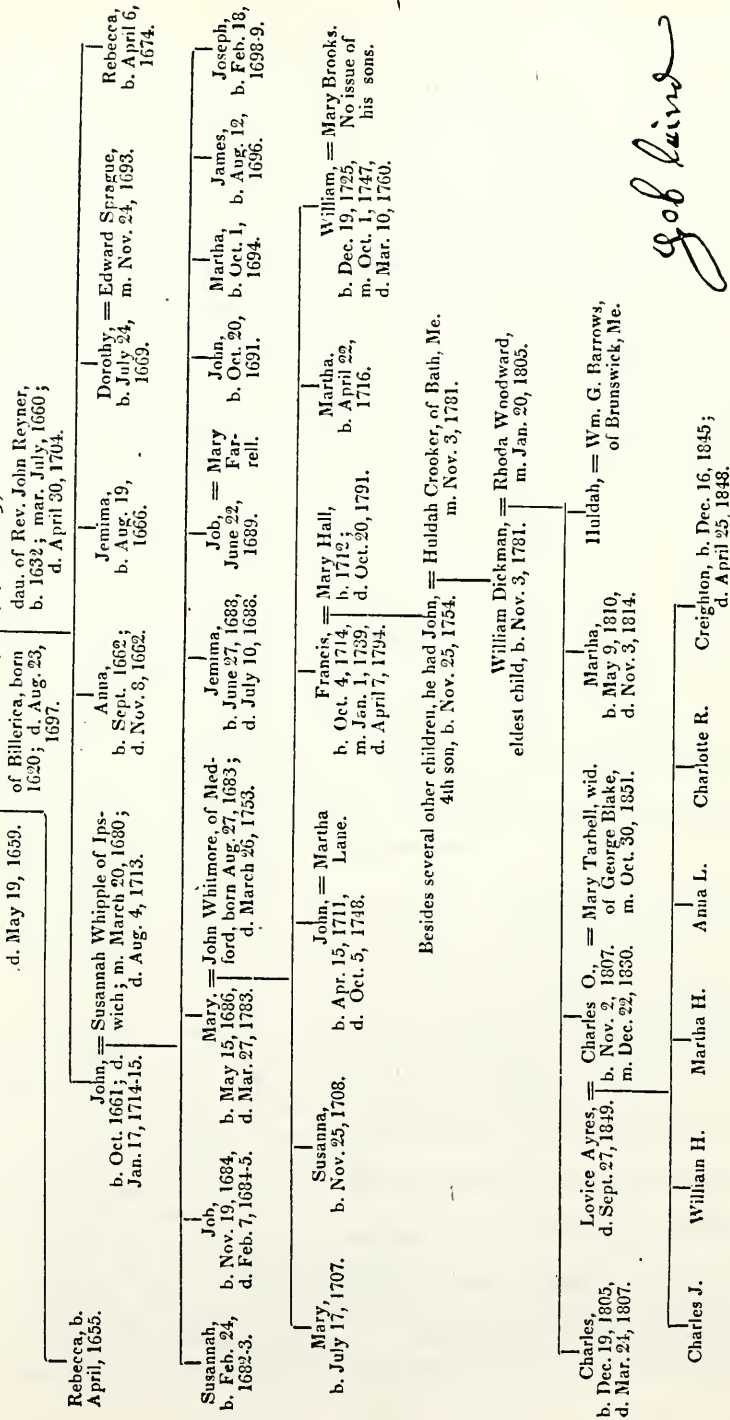 d. May 19, 1659.
of Billerica, born
1620; d. Aug. 23,
1697.
dau. of Rev. John Reyner,
b. 1632; mar. July, 1660;
d. April 30, 1704.
Rebecca, b.
April, 1655.
John, = Susannah Whipple of Ips-
b. Oct. 1661; d. wich; m. March 20, 1680;
Jan. 17, 1714-15. d. Aug. 4, 1713.
Anna,
b. Sept. 1662;
d. Nov. 8, 1662.
Jemima,
b. Aug. 19,
1666.
Dorothy, = Edward Sprague,
b. July 24, m. Nov. 24, 1693.
1669.
Rebecca,
b. April 6,
1674.
Susannah,
b. Feb. 24,
1682-3.
Job,
b. Nov. 19, 1684,
d. Feb. 7, 1684-5.
Mary, = John Whitmore, of Med-
b. May 15, 1686, ford, born Aug. 27, 1683;
d. Mar. 27, 1783. d. March 26, 1753.
Jemima,
b. June 27, 1688,
d. July 10, 1688.
Job, = Mary
June 22, Far-
1689. rell.
John,
b. Oct. 20,
1691.
Martha,
b. Oct. 1,
1694.
James,
b. Aug. 12,
1696.
Joseph,
b. Feb. 18,
1698-9.
Mary,
b. July 17, 1707.
Susanna,
b. Nov. 25, 1708.
John, = Martha
b. Apr. 15, 1711, Lane.
d. Oct. 5, 1748.
Francis, = Mary Hall,
b. Oct. 4, 1714, b. 1712;
m. Jan. 1, 1739, d. Oct. 20, 1791.
d. April 7, 1794.
Martha,
b. April 22,
1716.
William, = Mary Brooks.
b. Dec. 19, 1725, No issue of
m. Oct. 1, 1747, his sons.
d. Mar. 10, 1760.
Besides several other children, he had John, = Huldah Crooker, of Bath, Me.
4th son, b. Nov. 25, 1754. m. Nov. 3, 1781.
William Dickman, = Rhoda Woodward,
eldest child, b. Nov. 3, 1781. m. Jan. 20, 1805.
Charles,
b. Dec. 19, 1805,
d. Mar. 24, 1807.
Lovice Ayres, = Charles O., = Mary Tarbell, wid.
d. Sept. 27, 1849. b. Nov. 2, 1807. of George Blake,
m. Dec. 22, 1830. m. Oct. 30, 1851.
Martha,
b. May 9, 1810,
d. Nov. 3, 1814.
Huldah, = Wm. G. Barrows,
of Brunswick, Me.
Charles J.
William H.
Martha H.
Anna L.
Charlotte R.
Creighton, b. Dec. 16, 1845;
d. April 25, 1848.
Job